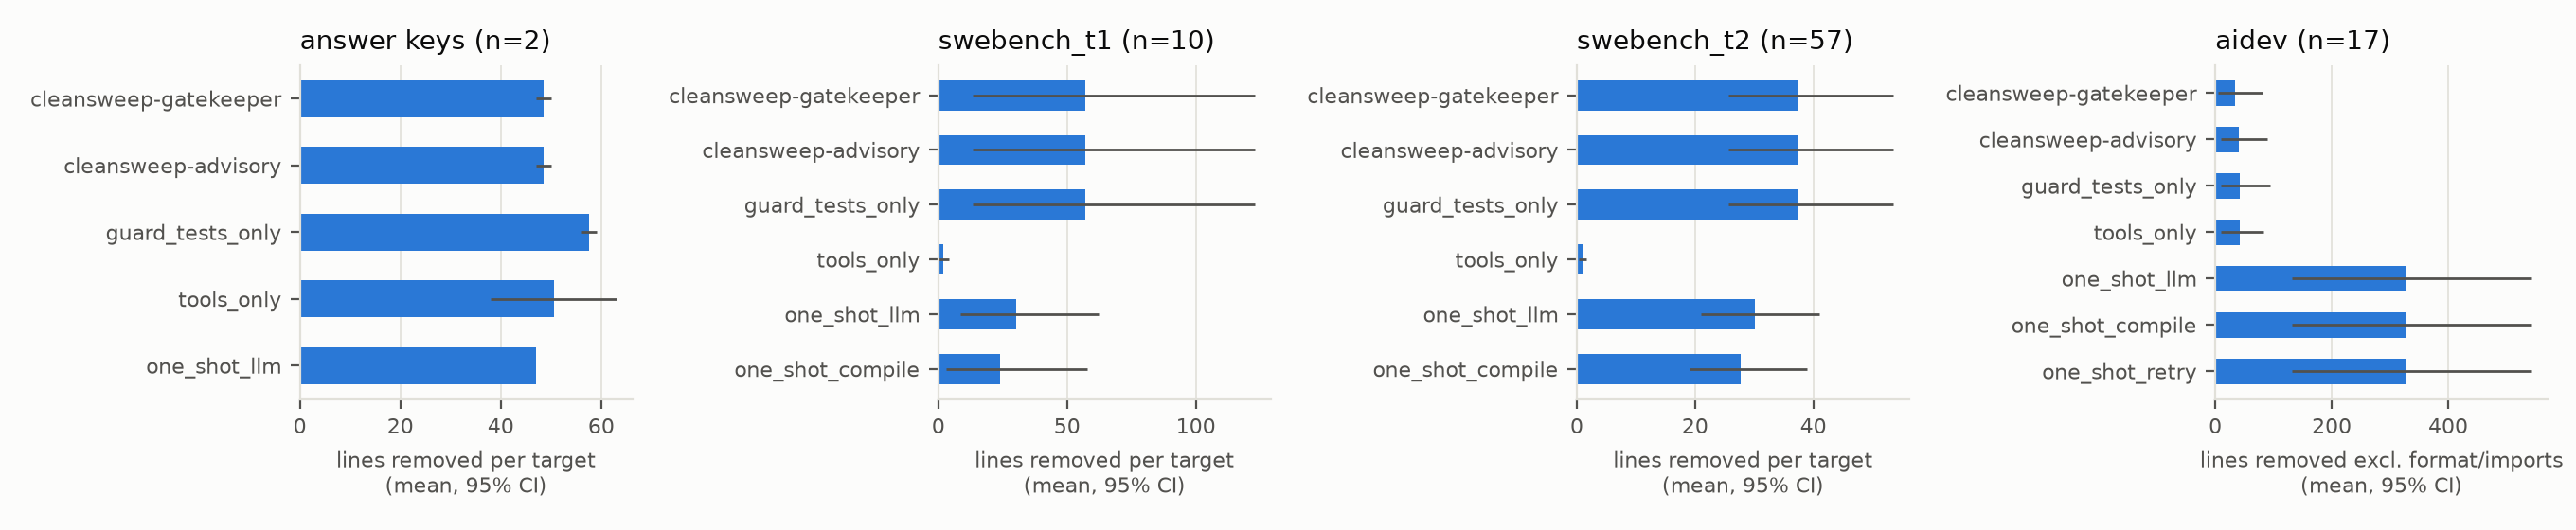 answer keys (n=2)
cleansweep-gatekeeper
cleansweep-advisory
guard_tests_only
tools_only
one_shot_llm
0 20 40 60
lines removed per target
(mean, 95% CI)
swebench_t1 (n=10)
cleansweep-gatekeeper
cleansweep-advisory
guard_tests_only
tools_only
one_shot_llm
one_shot_compile
0 50 100
lines removed per target
(mean, 95% CI)
swebench_t2 (n=57)
cleansweep-gatekeeper
cleansweep-advisory
guard_tests_only
tools_only
one_shot_llm
one_shot_compile
0 20 40
lines removed per target
(mean, 95% CI)
aidev (n=17)
cleansweep-gatekeeper
cleansweep-advisory
guard_tests_only
tools_only
one_shot_llm
one_shot_compile
one_shot_retry
0 200 400
lines removed excl. format/imports
(mean, 95% CI)